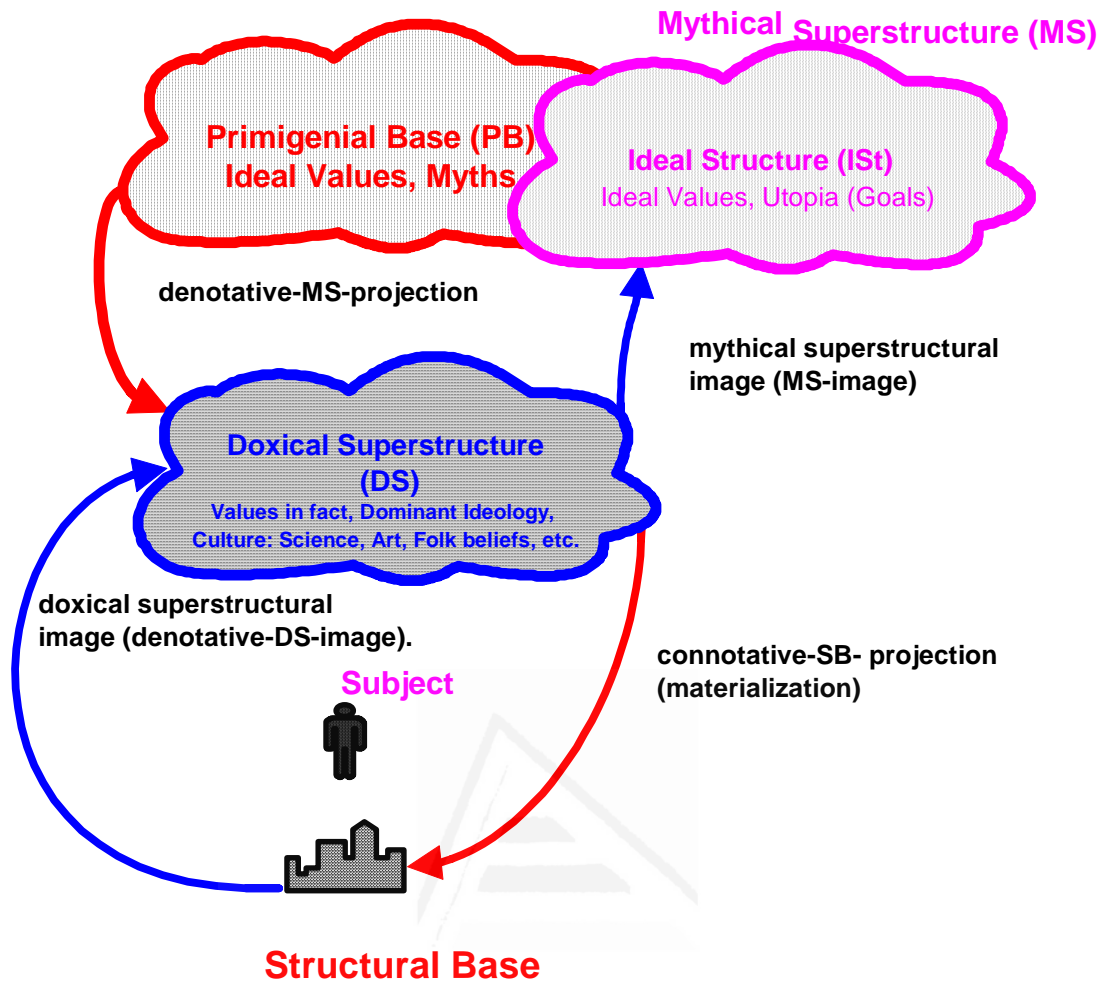 Mythical Superstructure (MS)
Primigenial Base (PB)
Ideal Values, Myths
Ideal Structure (ISt)
Ideal Values, Utopia (Goals)
denotative-MS-projection
mythical superstructural
image (MS-image)
Doxical Superstructure
(DS)
Values in fact, Dominant Ideology,
Culture: Science, Art, Folk beliefs, etc.
doxical superstructural
image (denotative-DS-image).
connotative-SB- projection
(materialization)
Subject
Structural Base